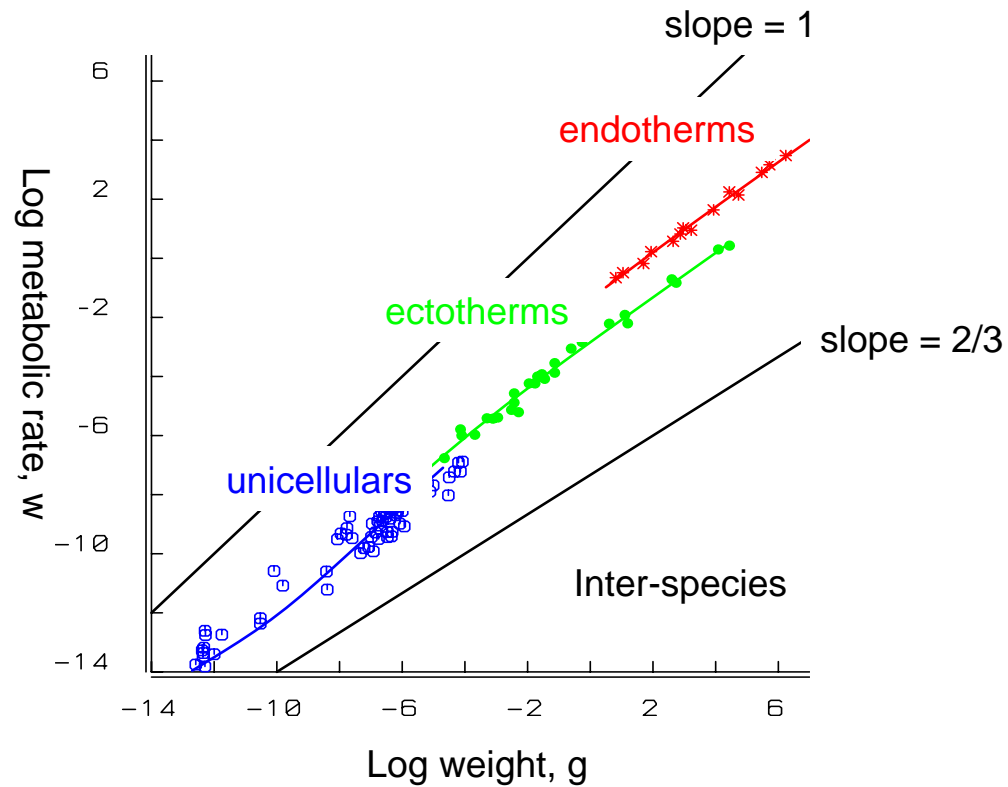 slope = 1
6
endotherms
2
ectotherms
-2
slope = 2/3
Log metabolic rate, w
-6
unicellulars
-10
Inter-species
-14
-14 -10 -6 -2 2 6
Log weight, g